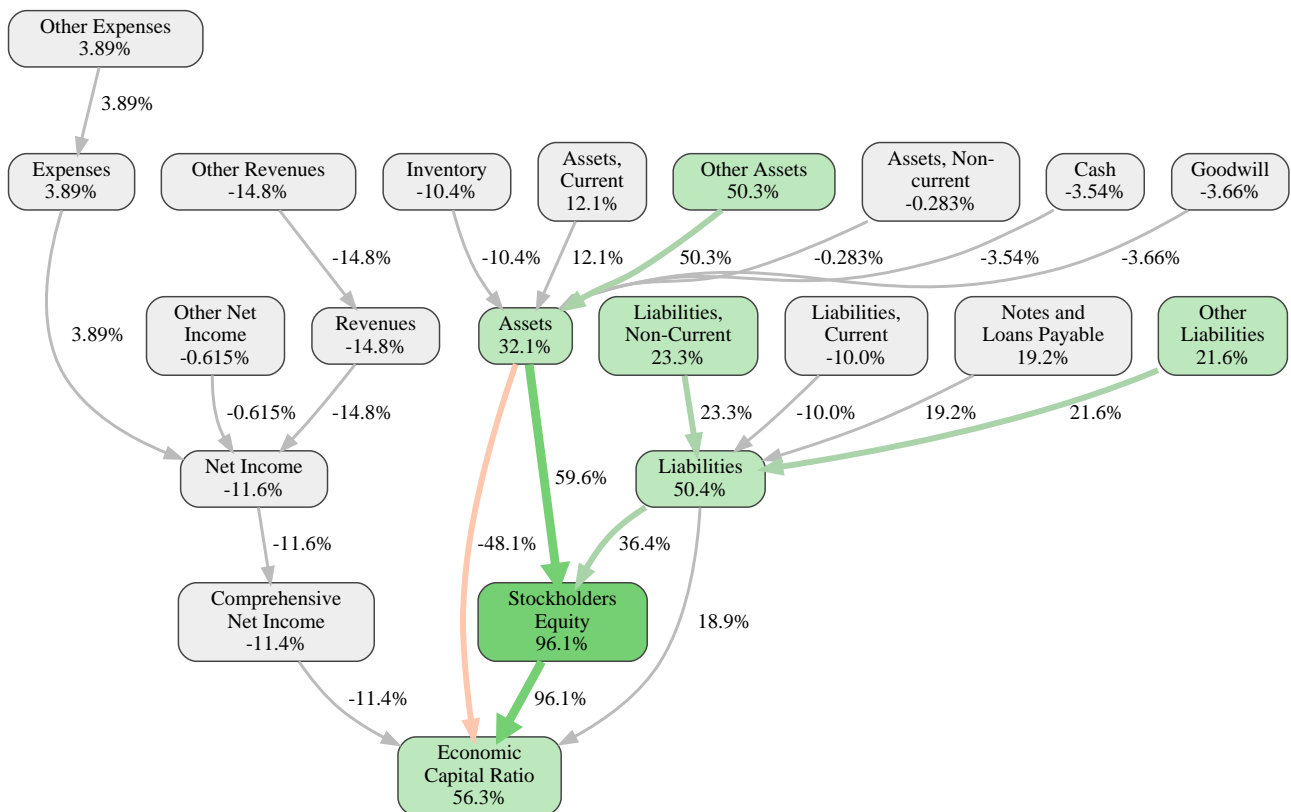 Other Expenses
3.89%
3.89%
Expenses
3.89%
Other Revenues
-14.8%
Inventory
-10.4%
Assets,
Current
12.1%
Other Assets
50.3%
Assets, Non-
current
-0.283%
Cash
-3.54%
Goodwill
-3.66%
-14.8%
-10.4%
12.1%
50.3%
-0.283%
-3.54%
-3.66%
3.89%
Other Net
Income
-0.615%
Revenues
-14.8%
Assets
32.1%
Liabilities,
Non-Current
23.3%
Liabilities,
Current
-10.0%
Notes and
Loans Payable
19.2%
Other
Liabilities
21.6%
-0.615%
-14.8%
23.3%
-10.0%
19.2%
21.6%
Net Income
-11.6%
59.6%
Liabilities
50.4%
-11.6%
-48.1%
36.4%
Comprehensive
Net Income
-11.4%
Stockholders
Equity
96.1%
18.9%
-11.4%
96.1%
Economic
Capital Ratio
56.3%